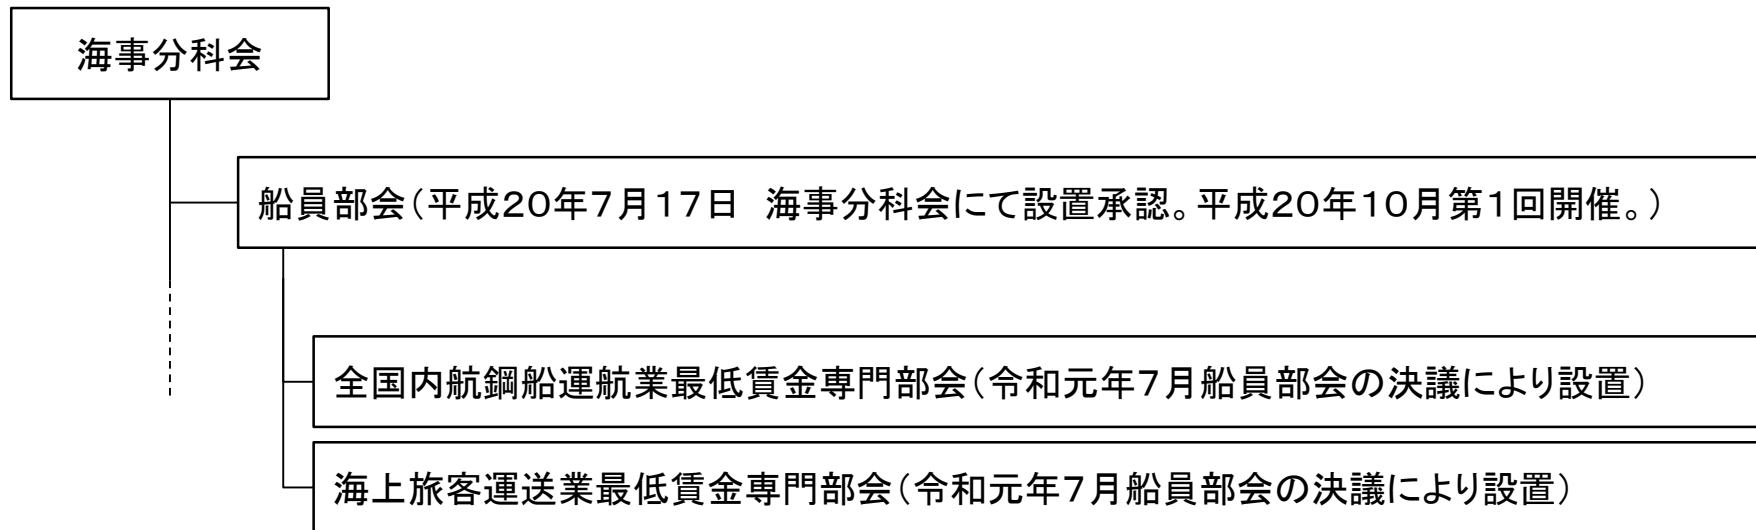 海事分科会
船員部会(平成20年7月17日　海事分科会にて設置承認。平成20年10月第1回開催。)
全国内航鋼船運航業最低賃金専門部会(令和元年7月船員部会の決議により設置)
海上旅客運送業最低賃金専門部会(令和元年7月船員部会の決議により設置)